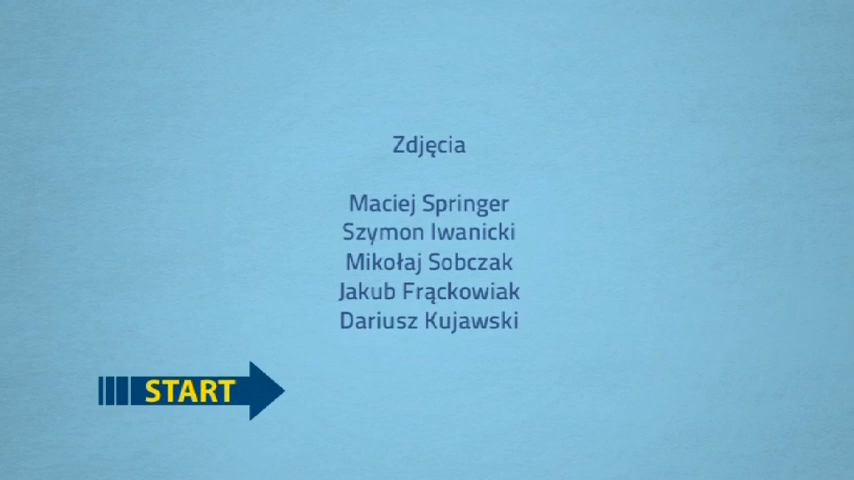 Zdjęcia
Maciej Springer
Szymon Iwanicki
Mikołaj Sobczak
Jakub Frąckowiak
Dariusz Kujawski
START